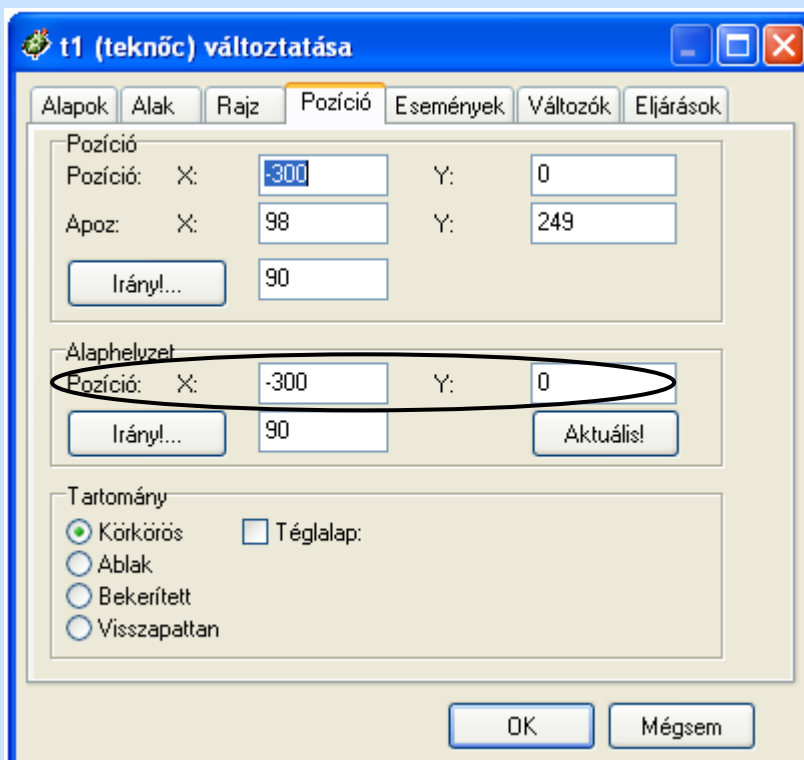 t1 (teknőc) változtatása
Alapok Alak Rajz Pozíció Események Változók Eljárások
Pozíció
Pozíció: X: -300 Y: 0
Apoz: X: 98 Y: 249
Irány!... 90
Alaphelyzet
Pozíció: X: -300 Y: 0
Irány!... 90 Aktuális!
Tartomány
Körkörös Téglalap:
Ablak
Bekerített
Visszapattan
OK Mégsem